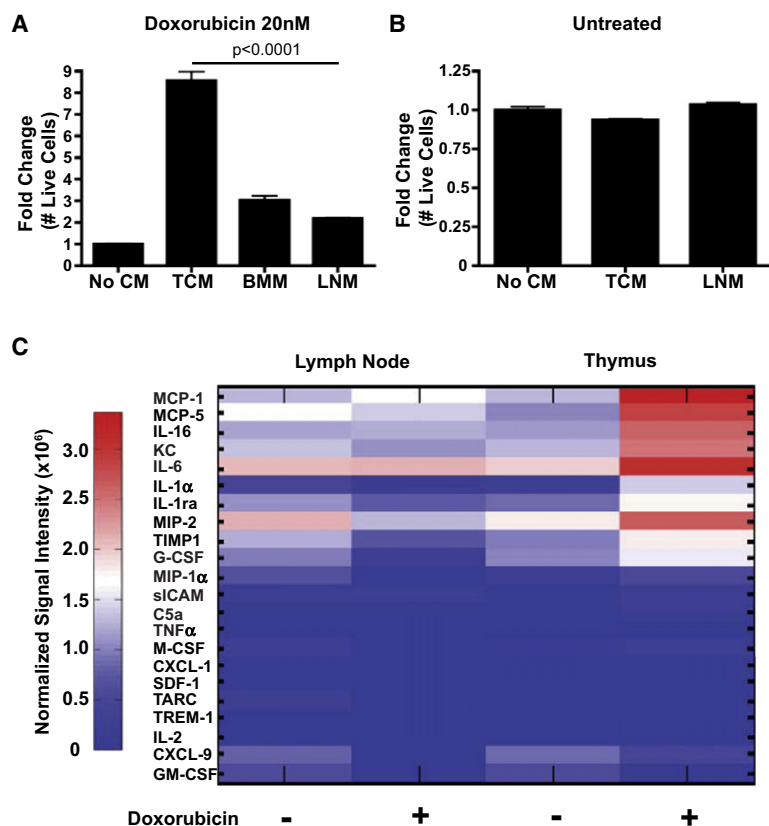 A
Doxorubicin 20nM
p<0.0001
Fold Change
(# Live Cells)
9
8
7
6
5
4
3
2
1
0
No CM TCM BMM LNM
B
Untreated
Fold Change
(# Live Cells)
1.25
1.0
0.75
0.5
0.25
0
No CM TCM LNM
C
Lymph Node Thymus
Normalized Signal Intensity (x10⁶)
3.0
2.5
2.0
1.5
1.0
0.5
0
MCP-1
MCP-5
IL-16
KC
IL-6
IL-1α
IL-1ra
MIP-2
TIMP1
G-CSF
MIP-1α
sICAM
C5a
TNFα
M-CSF
CXCL-1
SDF-1
TARC
TREM-1
IL-2
CXCL-9
GM-CSF
Doxorubicin - + - +